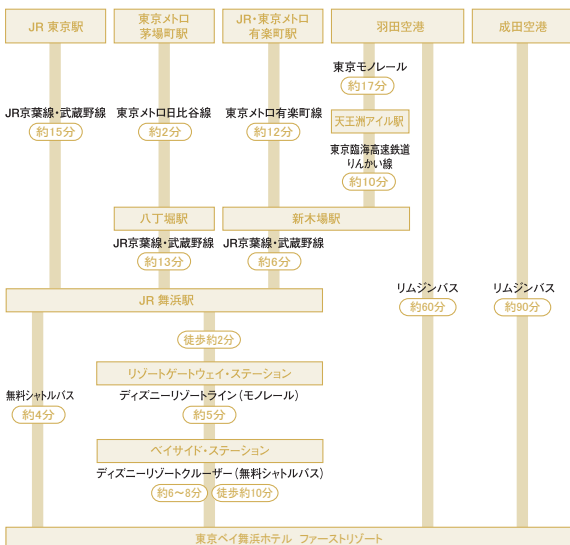 JR 東京駅
東京メトロ
茅場町駅
JR・東京メトロ
有楽町駅
羽田空港
成田空港
東京モノレール
約17分
JR京葉線・武蔵野線
約15分
東京メトロ日比谷線
約2分
東京メトロ有楽町線
約12分
天王洲アイル駅
東京臨海高速鉄道
りんかい線
約10分
八丁堀駅
新木場駅
JR京葉線・武蔵野線
約13分
JR京葉線・武蔵野線
約6分
JR 舞浜駅
リムジンバス
約60分
リムジンバス
約90分
徒歩約2分
リゾートゲートウェイ・ステーション
無料シャトルバス
約4分
ディズニーリゾートライン（モノレール）
約5分
ベイサイド・ステーション
ディズニーリゾートクルーザー（無料シャトルバス）
約6～8分
徒歩約10分
東京ベイ舞浜ホテル ファーストリゾート